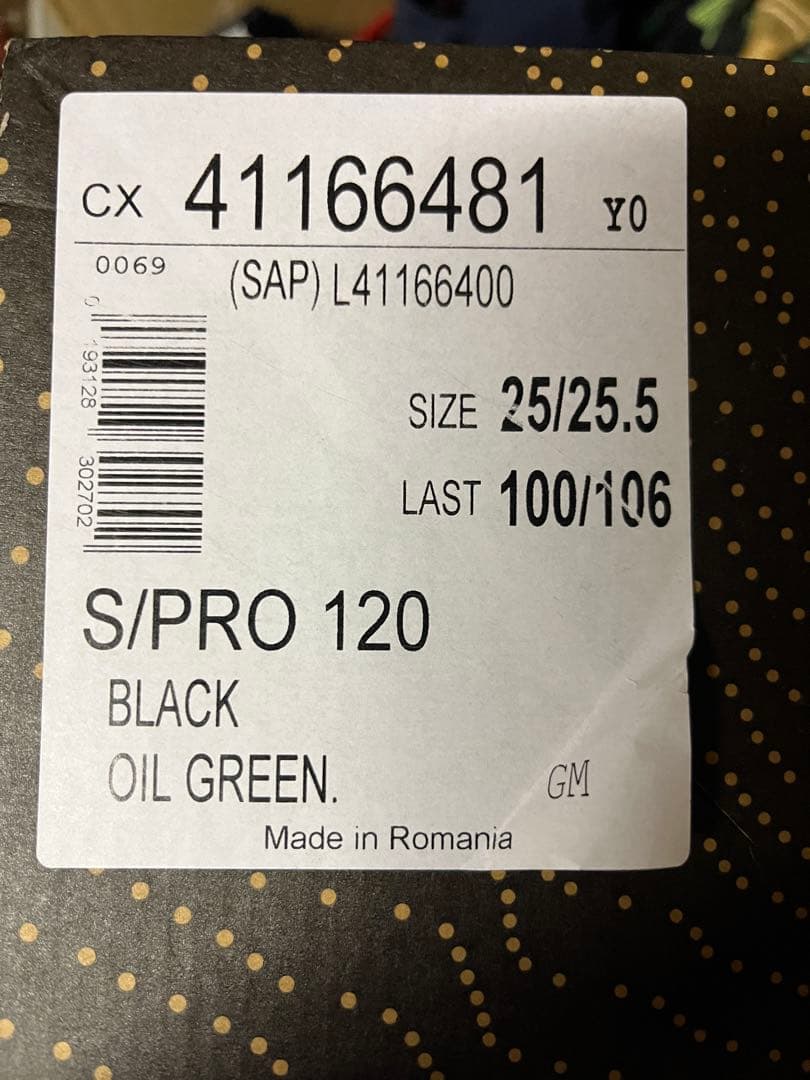 CX 41166481 Y0
0069
(SAP) L41166400
0 193128 302702
SIZE 25/25.5
LAST 100/106
S/PRO 120
BLACK
OIL GREEN.
GM
Made in Romania